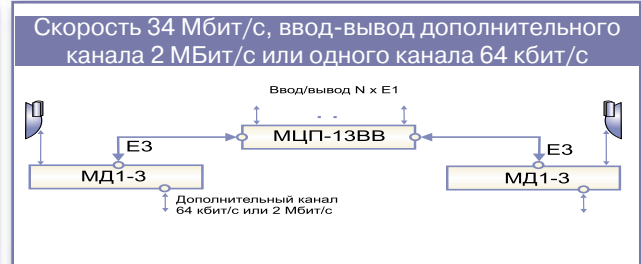 Скорость 34 Мбит/с, ввод-вывод дополнительного
канала 2 МБит/с или одного канала 64 кбит/с
Ввод/вывод N x E1
МЦП-13ВВ
E3
E3
МД1-3
МД1-3
Дополнительный канал
64 кбит/с или 2 Мбит/с